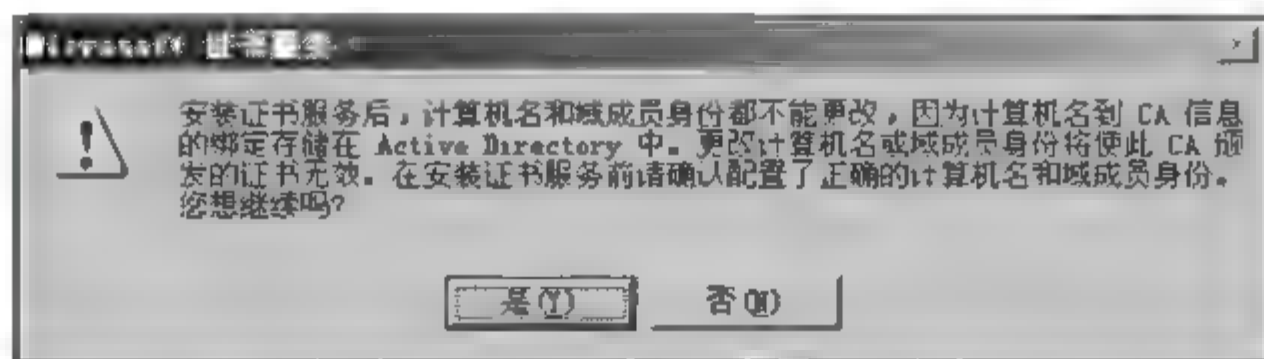 Microsoft 证书服务
安装证书服务后，计算机名和域成员身份都不能更改，因为计算机名到 CA 信息
的绑定存储在 Active Directory 中。更改计算机名或域成员身份将使此 CA 颁
发的证书无效。在安装证书服务前请确认配置了正确的计算机名和域成员身份。
您想继续吗?
是(Y) 否(N)